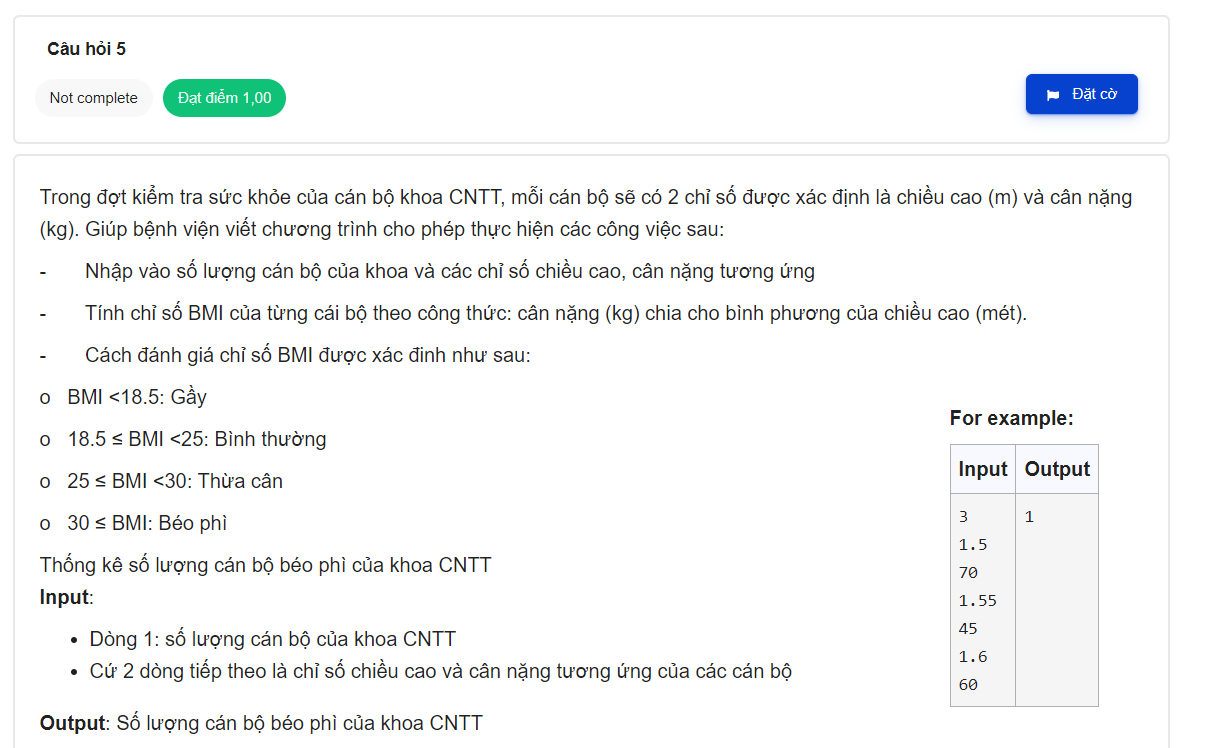 Câu hỏi 5
Not complete
Đạt điểm 1,00
Đặt cờ
Trong đợt kiểm tra sức khỏe của cán bộ khoa CNTT, mỗi cán bộ sẽ có 2 chỉ số được xác định là chiều cao (m) và cân nặng
(kg). Giúp bệnh viện viết chương trình cho phép thực hiện các công việc sau:
- Nhập vào số lượng cán bộ của khoa và các chỉ số chiều cao, cân nặng tương ứng
- Tính chỉ số BMI của từng cái bộ theo công thức: cân nặng (kg) chia cho bình phương của chiều cao (mét).
- Cách đánh giá chỉ số BMI được xác đinh như sau:
o BMI <18.5: Gầy
o 18.5 ≤ BMI <25: Bình thường
o 25 ≤ BMI <30: Thừa cân
o 30 ≤ BMI: Béo phì
Thống kê số lượng cán bộ béo phì của khoa CNTT
Input:
• Dòng 1: số lượng cán bộ của khoa CNTT
• Cứ 2 dòng tiếp theo là chỉ số chiều cao và cân nặng tương ứng của các cán bộ
Output: Số lượng cán bộ béo phì của khoa CNTT
For example:
Input Output
3 1
1.5
70
1.55
45
1.6
60